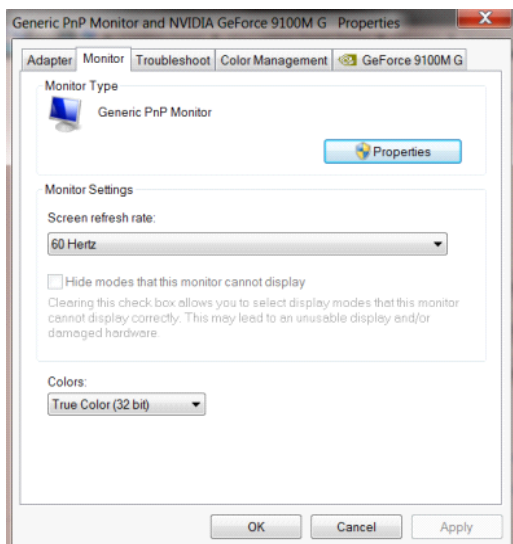 Generic PnP Monitor and NVIDIA GeForce 9100M G Properties
X
Adapter Monitor Troubleshoot Color Management GeForce 9100M G
Monitor Type
Generic PnP Monitor
Properties
Monitor Settings
Screen refresh rate:
60 Hertz
Hide modes that this monitor cannot display
Clearing this check box allows you to select display modes that this monitor
cannot display correctly. This may lead to an unusable display and/or
damaged hardware.
Colors:
True Color (32 bit)
OK Cancel Apply